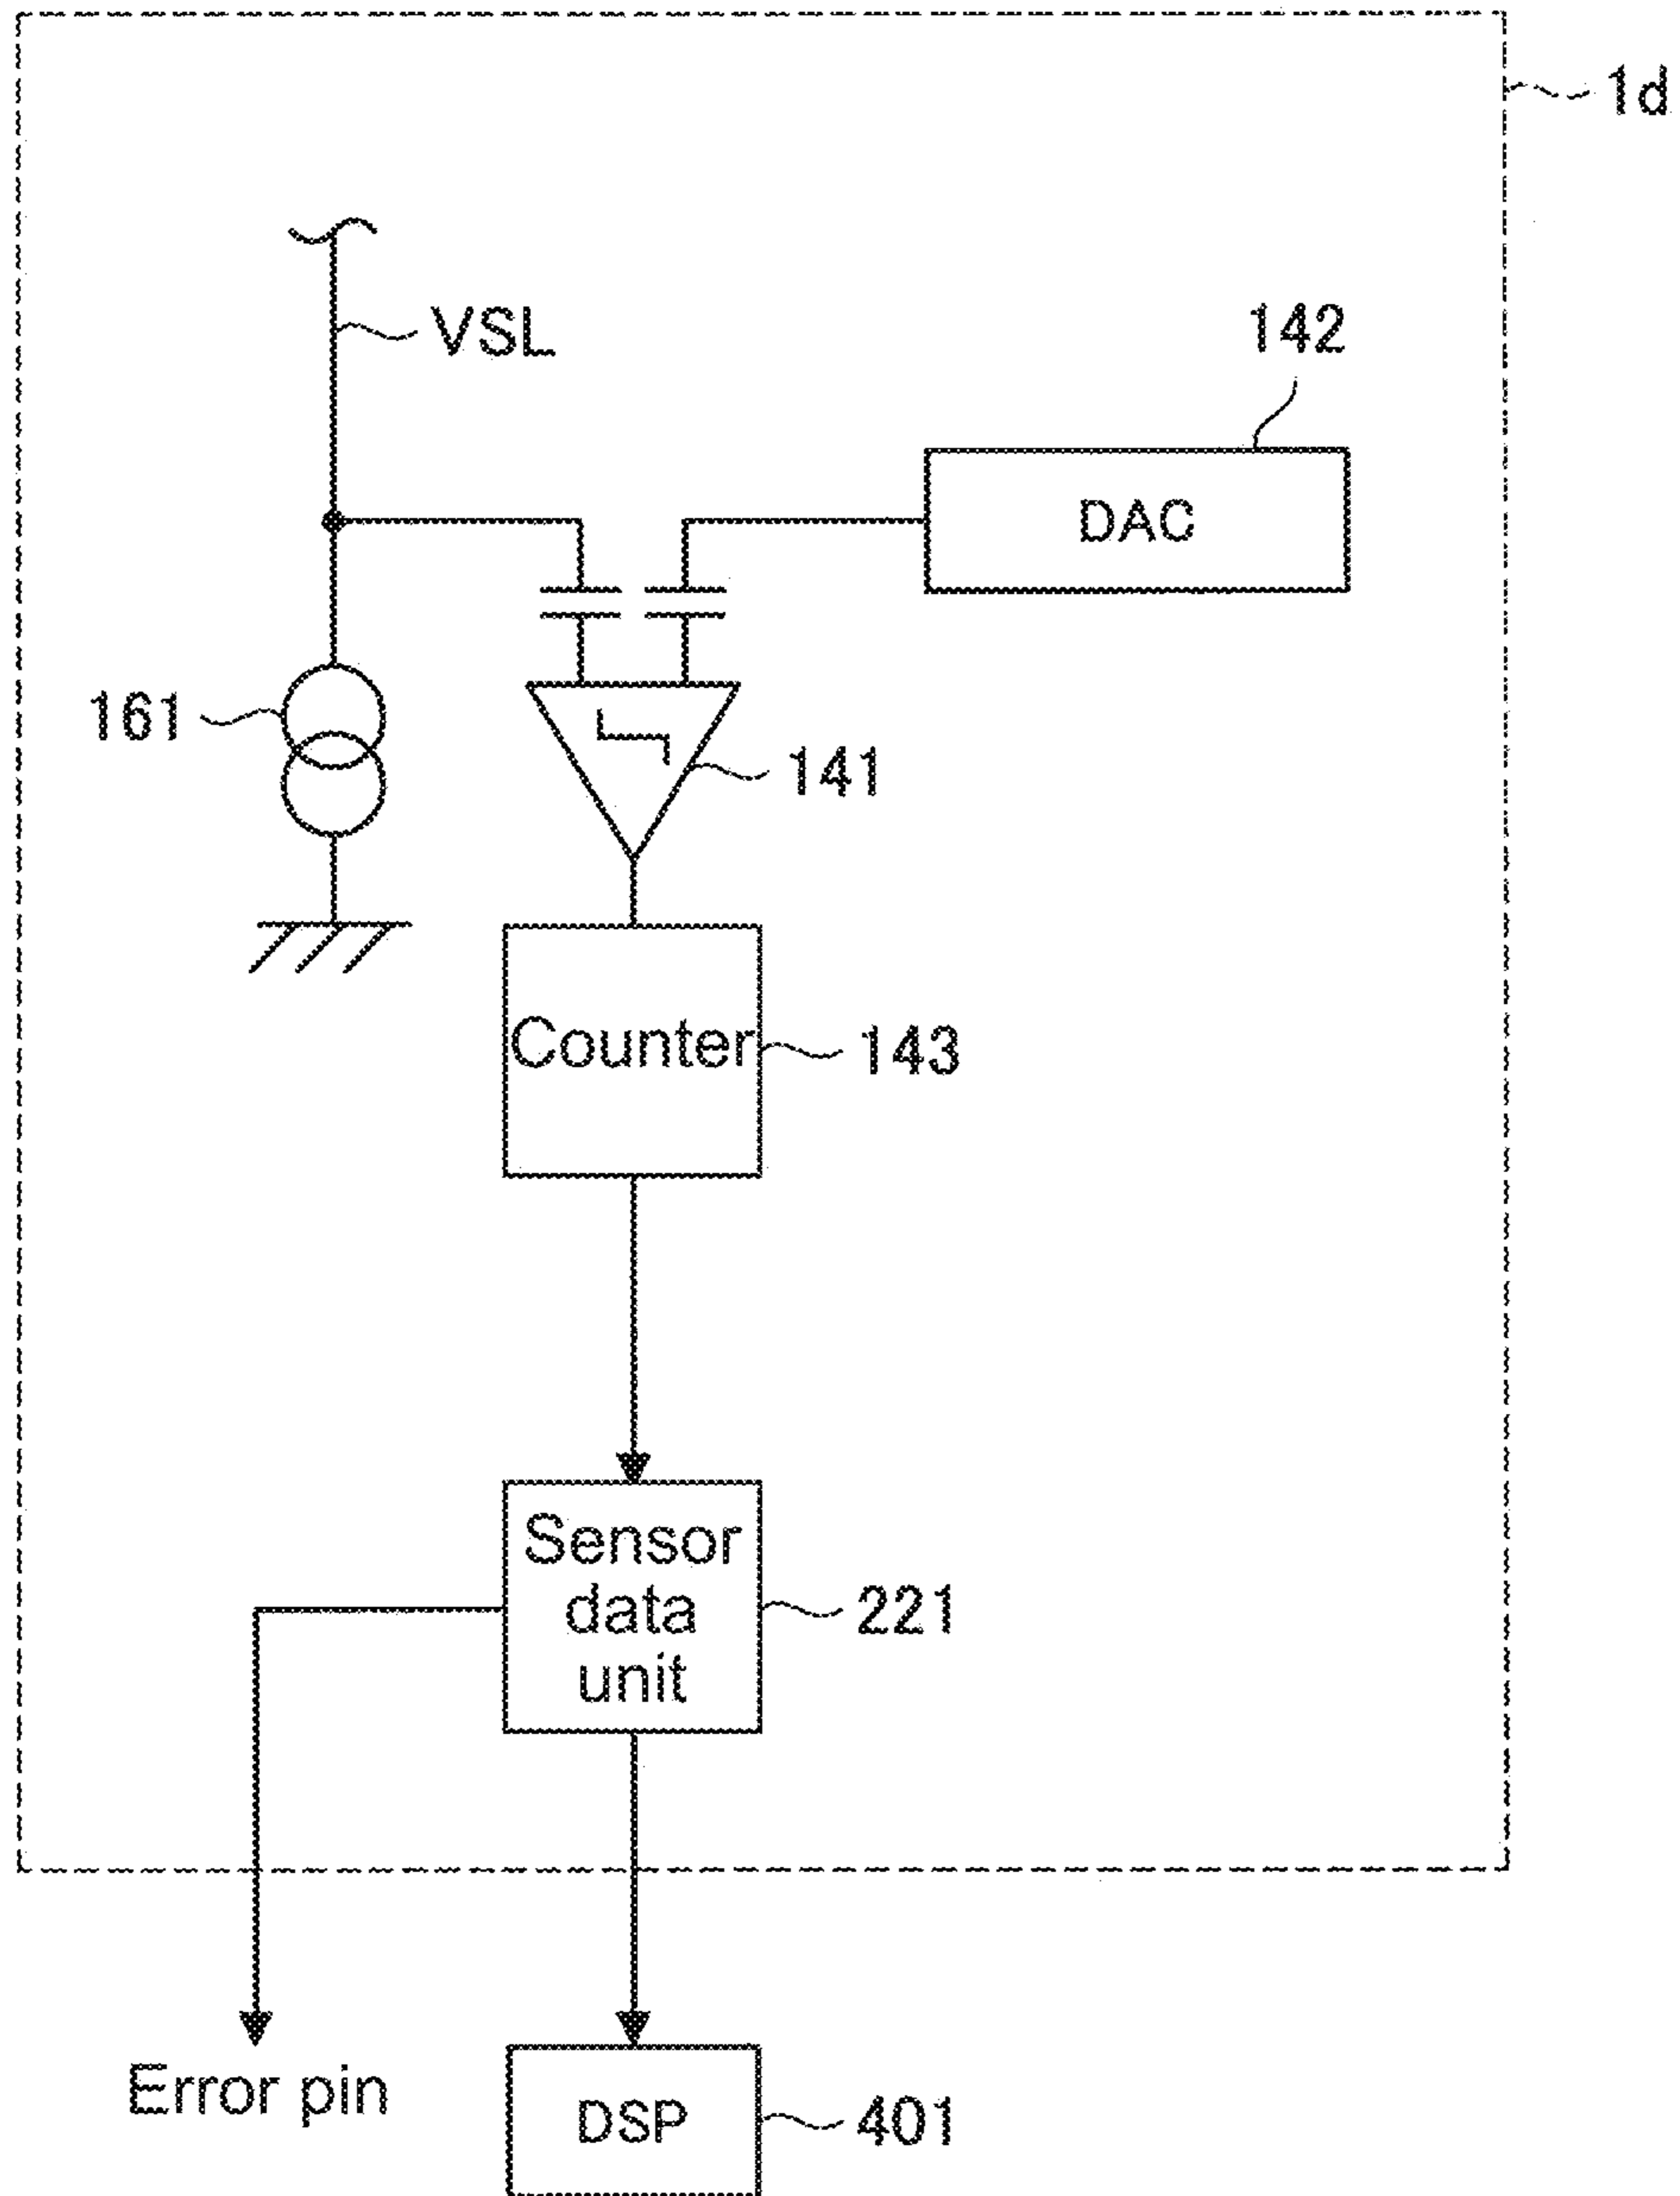 1d
VSL
142
DAC
161
141
Counter
143
Sensor
data
unit
221
Error pin
DSP
401